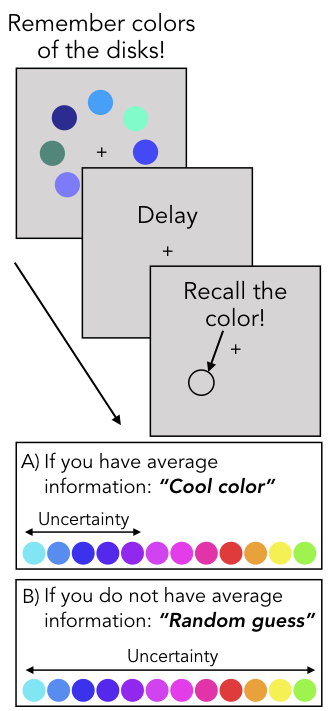 Remember colors
of the disks!
+
Delay
+
Recall the
color!
+
A) If you have average
information: “Cool color”
Uncertainty
B) If you do not have average
information: “Random guess”
Uncertainty